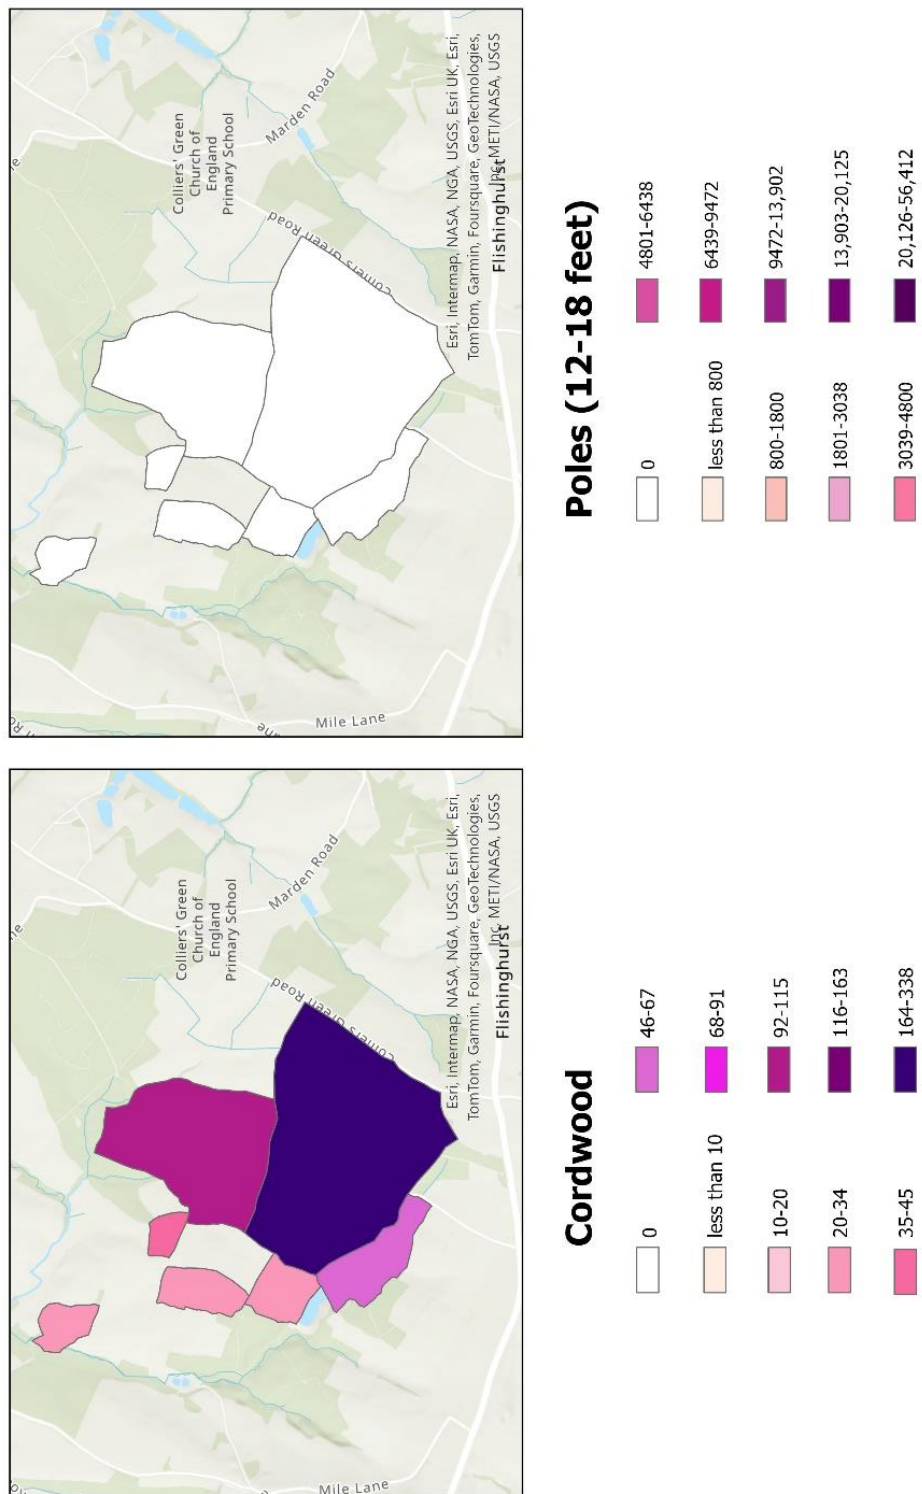 Colliers' Green
Church of
England
Primary School
Marden Road
Colliers Green Road
Mile Lane
Esri, Intermap, NASA, NGA, USGS, Esri UK, Esri,
TomTom, Garmin, Foursquare, GeoTechnologies,
Inc, METI/NASA, USGS
Flishinghurst
Cordwood
0
less than 10
10-20
20-34
35-45
46-67
68-91
92-115
116-163
164-338
Colliers' Green
Church of
England
Primary School
Marden Road
Colliers Green Road
Mile Lane
Esri, Intermap, NASA, NGA, USGS, Esri UK, Esri,
TomTom, Garmin, Foursquare, GeoTechnologies,
Inc, METI/NASA, USGS
Flishinghurst
Poles (12-18 feet)
0
less than 800
800-1800
1801-3038
3039-4800
4801-6438
6439-9472
9472-13,902
13,903-20,125
20,126-56,412